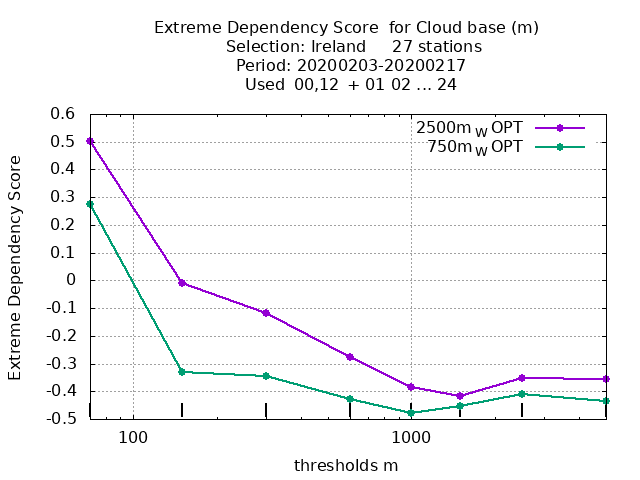 Extreme Dependency Score  for Cloud base (m)
Selection: Ireland     27 stations
Period: 20200203-20200217
Used  00,12  + 01 02 ... 24
2500m W OPT
750m W OPT
Extreme Dependency Score
0.6
0.5
0.4
0.3
0.2
0.1
0
-0.1
-0.2
-0.3
-0.4
-0.5
100
1000
thresholds m